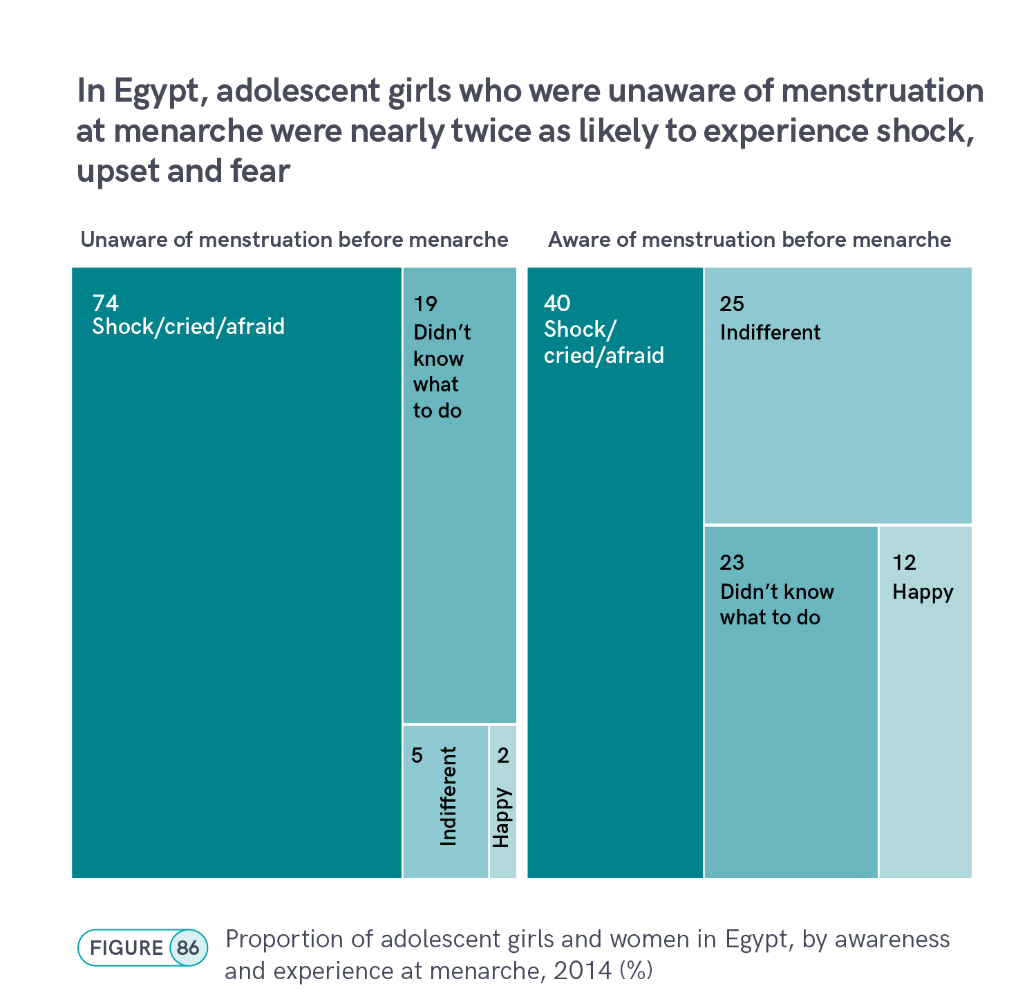 In Egypt, adolescent girls who were unaware of menstruation
at menarche were nearly twice as likely to experience shock,
upset and fear
Unaware of menstruation before menarche
74
Shock/cried/afraid
19
Didn’t
know
what
to do
5
Indifferent
2
Happy
Aware of menstruation before menarche
40
Shock/
cried/afraid
25
Indifferent
23
Didn’t know
what to do
12
Happy
FIGURE 86
Proportion of adolescent girls and women in Egypt, by awareness
and experience at menarche, 2014 (%)